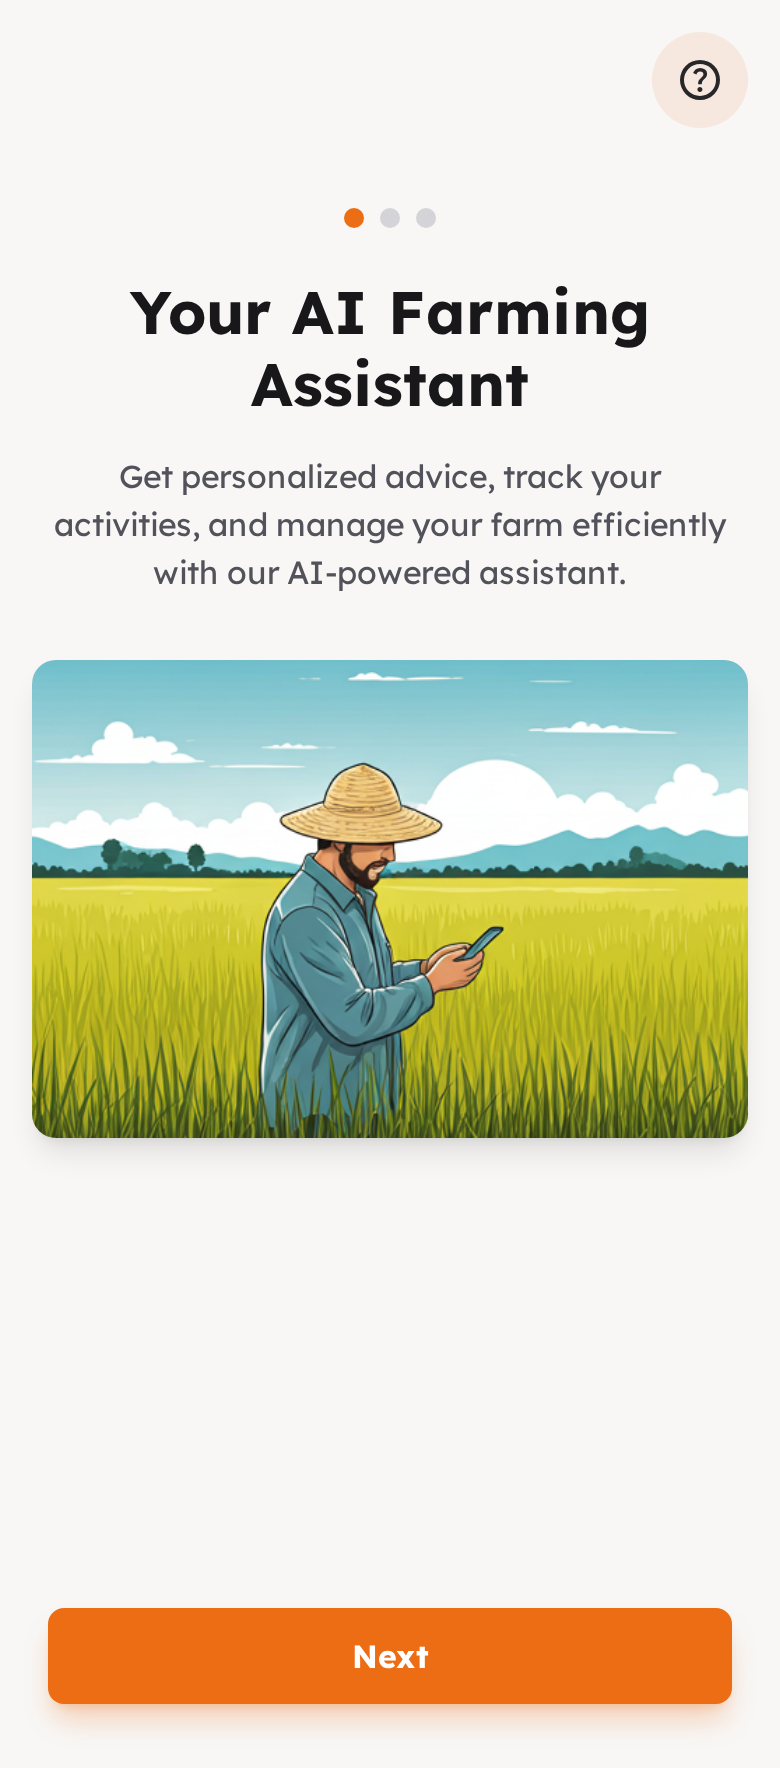 Your AI Farming
Assistant
Get personalized advice, track your
activities, and manage your farm efficiently
with our AI-powered assistant.
Next